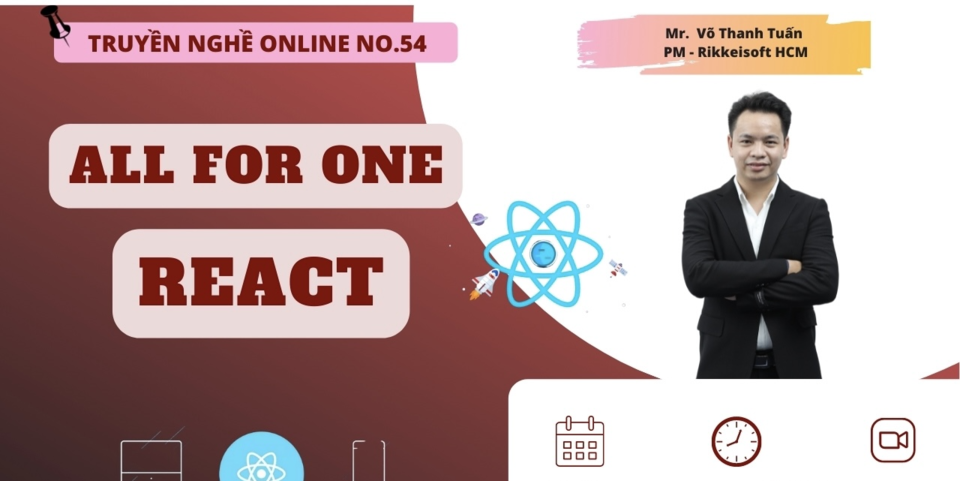 TRUYỀN NGHỀ ONLINE NO.54
Mr. Võ Thanh Tuấn
PM - Rikkeisoft HCM
ALL FOR ONE
REACT